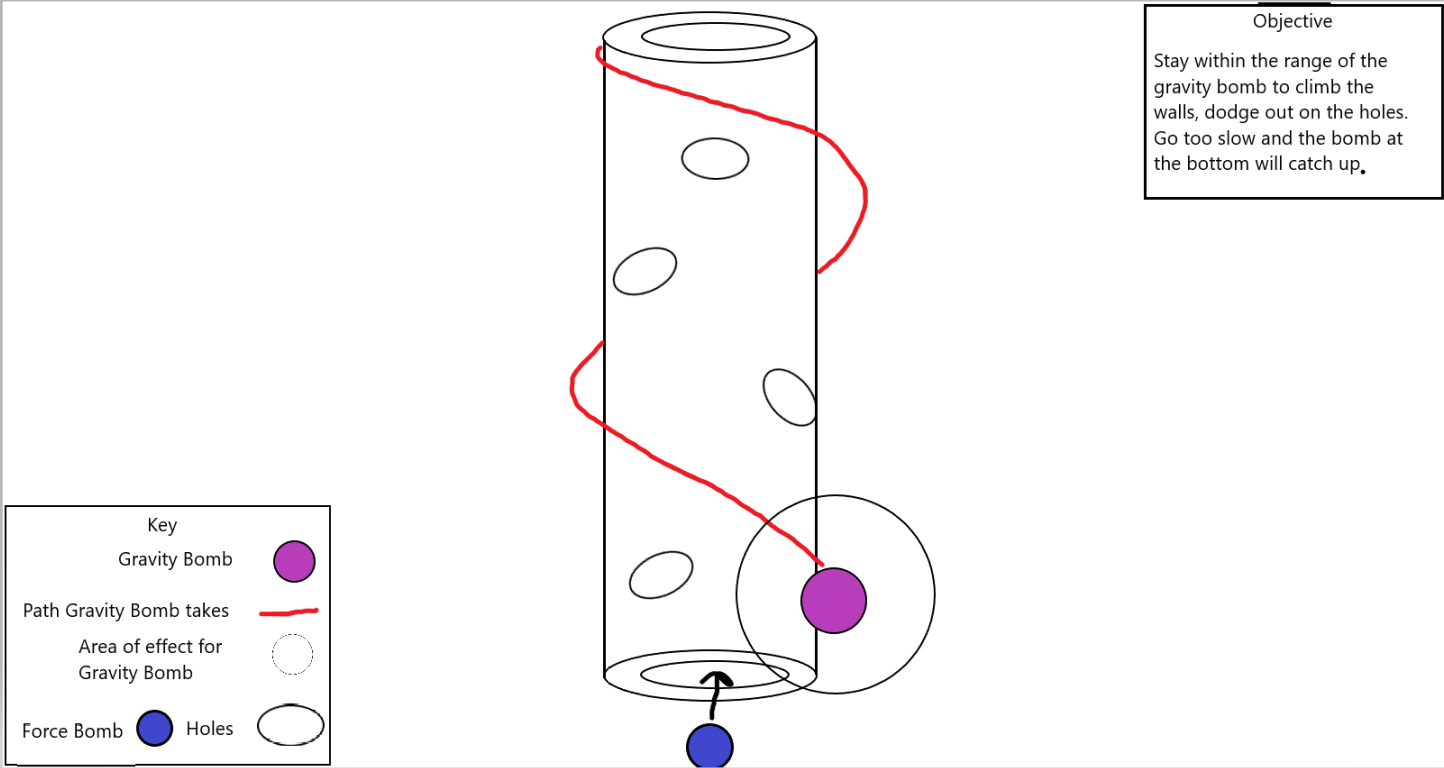 Objective
Stay within the range of the
gravity bomb to climb the
walls, dodge out on the holes.
Go too slow and the bomb at
the bottom will catch up.
Key
Gravity Bomb
Path Gravity Bomb takes
Area of effect for
Gravity Bomb
Force Bomb Holes